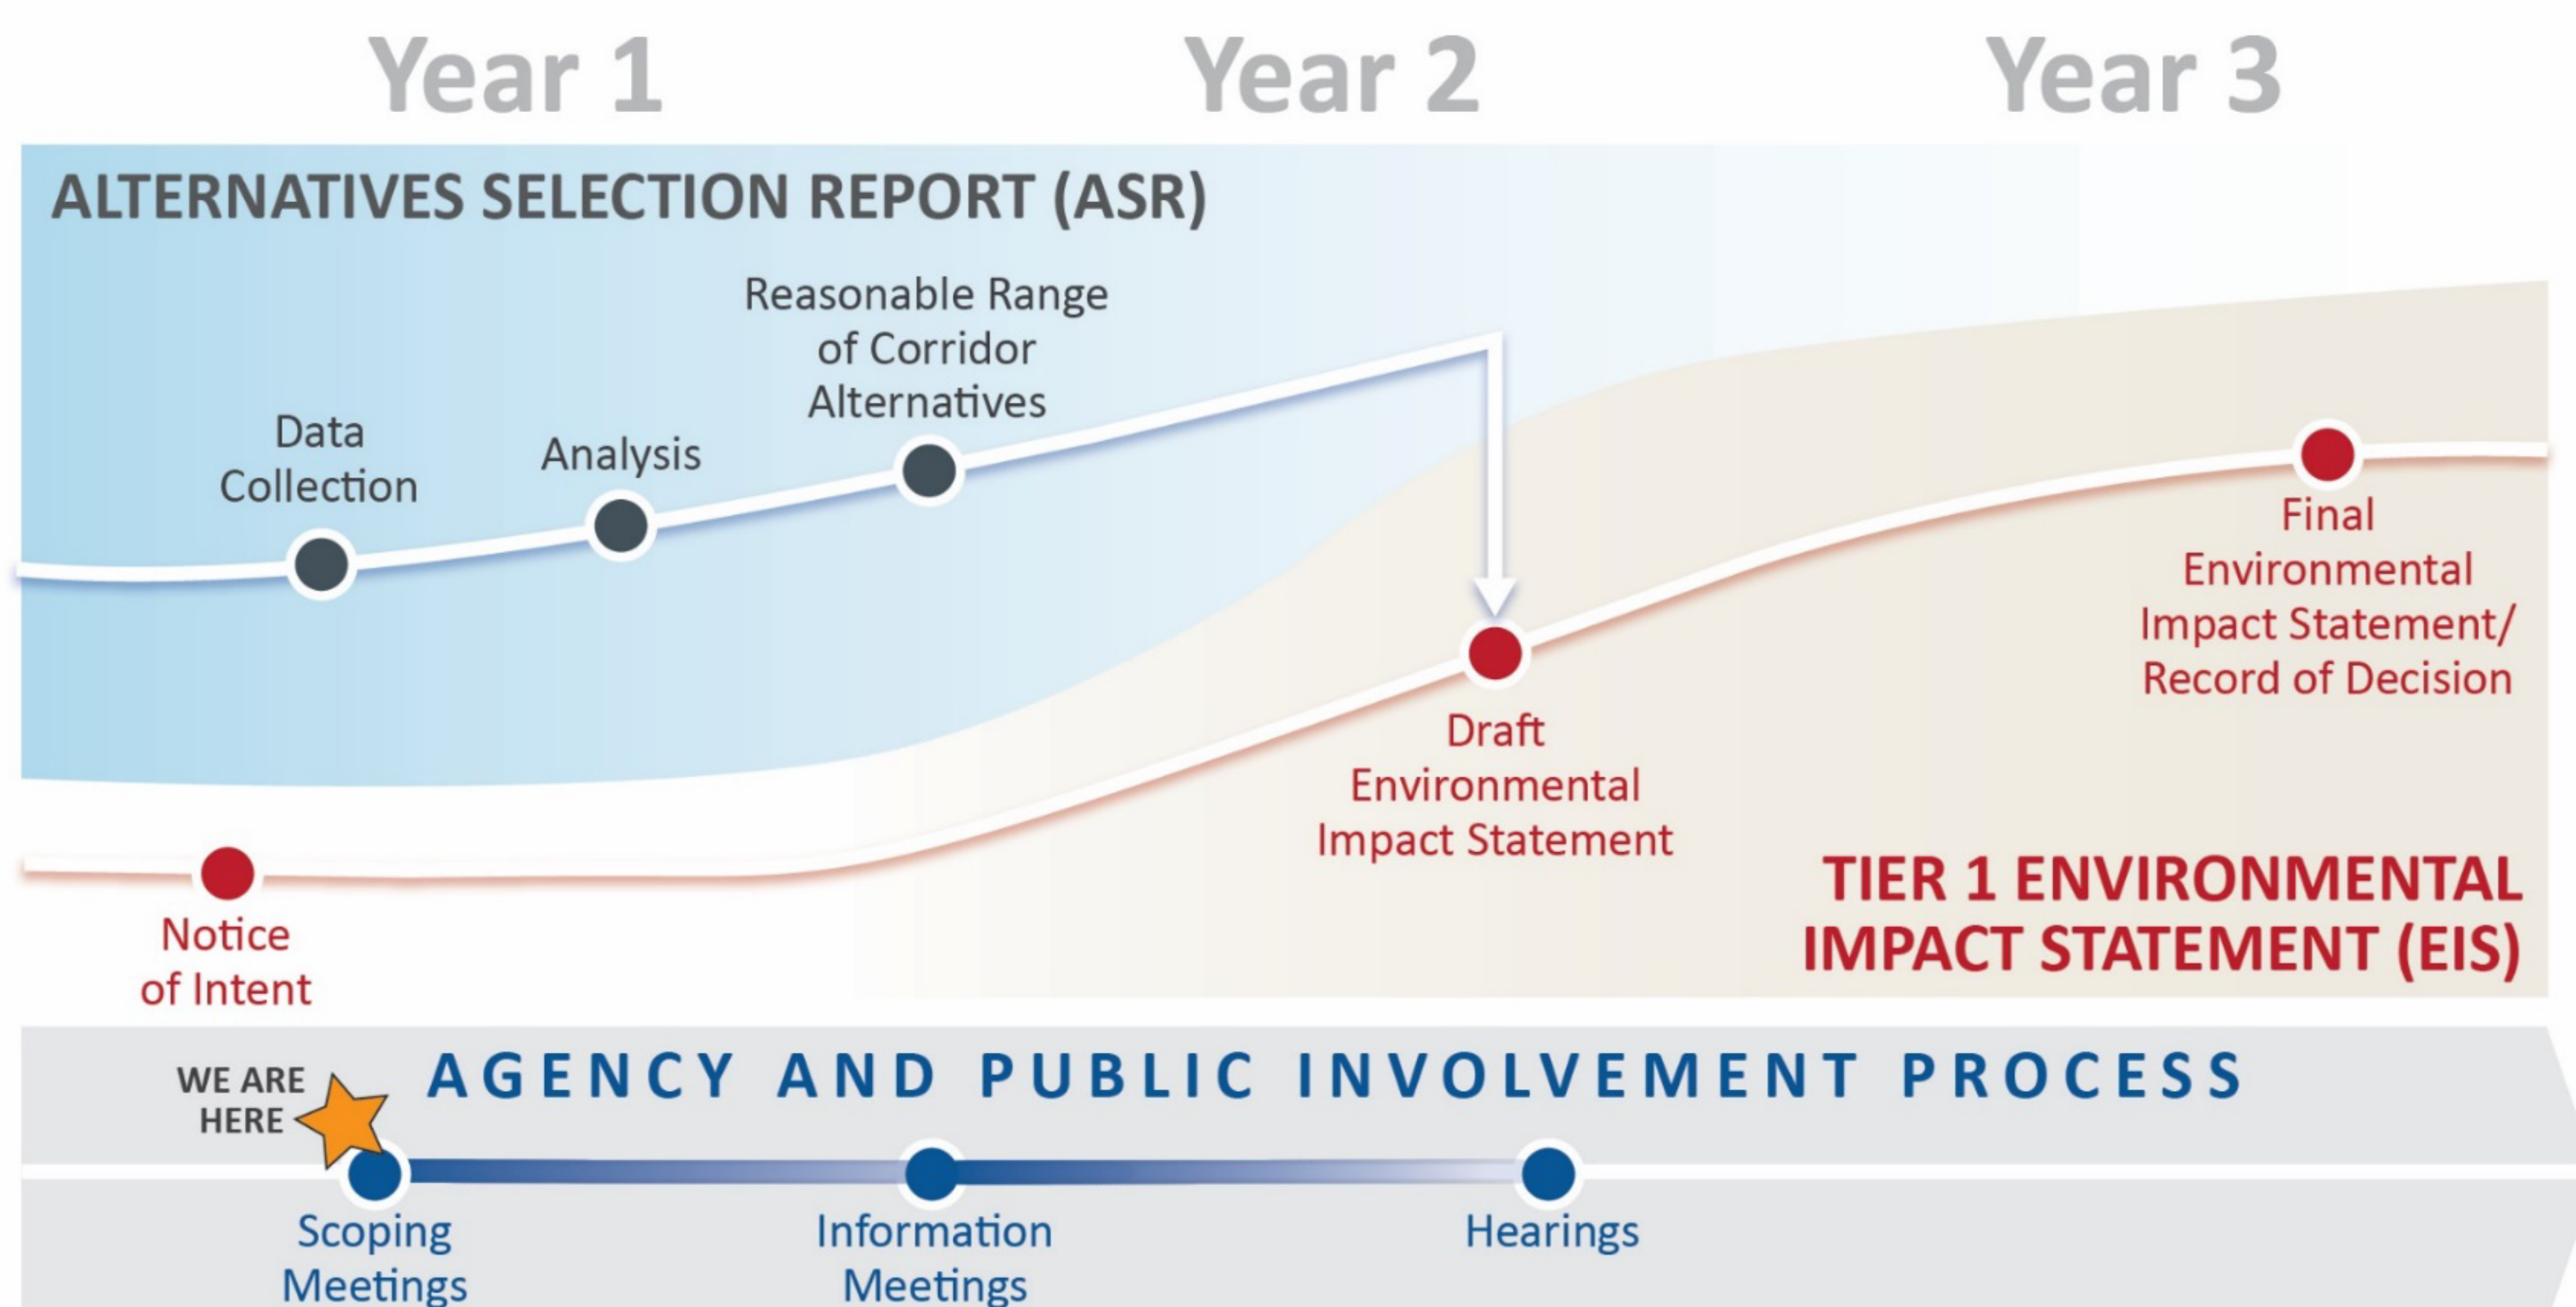 Year 1
Year 2
Year 3
ALTERNATIVES SELECTION REPORT (ASR)
Data
Collection
Analysis
Reasonable Range
of Corridor
Alternatives
Notice
of Intent
Draft
Environmental
Impact Statement
Final
Environmental
Impact Statement/
Record of Decision
TIER 1 ENVIRONMENTAL
IMPACT STATEMENT (EIS)
WE ARE
HERE
AGENCY AND PUBLIC INVOLVEMENT PROCESS
Scoping
Meetings
Information
Meetings
Hearings